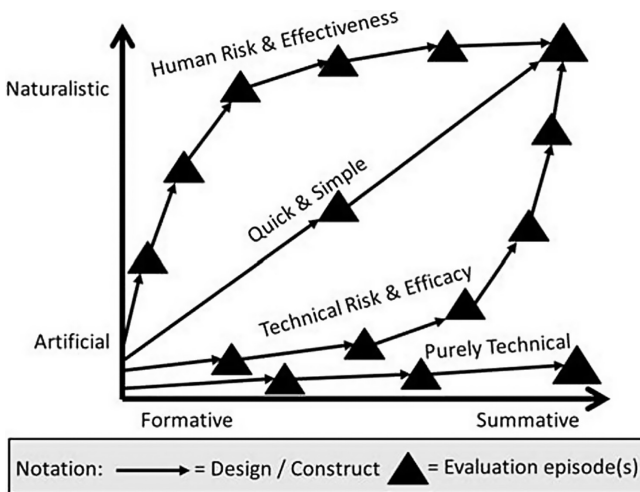 Human Risk & Effectiveness
Naturalistic
Quick & Simple
Technical Risk & Efficacy
Artificial
Purely Technical
Formative
Summative
Notation:
= Design / Construct
= Evaluation episode(s)